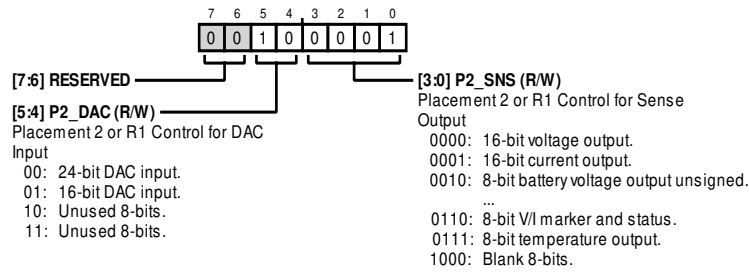 7 6 5 4 3 2 1 0
0 0 1 0 0 0 0 1
[7:6] RESERVED
[5:4] P2_DAC (R/W)
Placement 2 or R1 Control for DAC
Input
00: 24-bit DAC input.
01: 16-bit DAC input.
10: Unused 8-bits.
11: Unused 8-bits.
[3:0] P2_SNS (R/W)
Placement 2 or R1 Control for Sense
Output
0000: 16-bit voltage output.
0001: 16-bit current output.
0010: 8-bit battery voltage output unsigned.
...
0110: 8-bit V/I marker and status.
0111: 8-bit temperature output.
1000: Blank 8-bits.